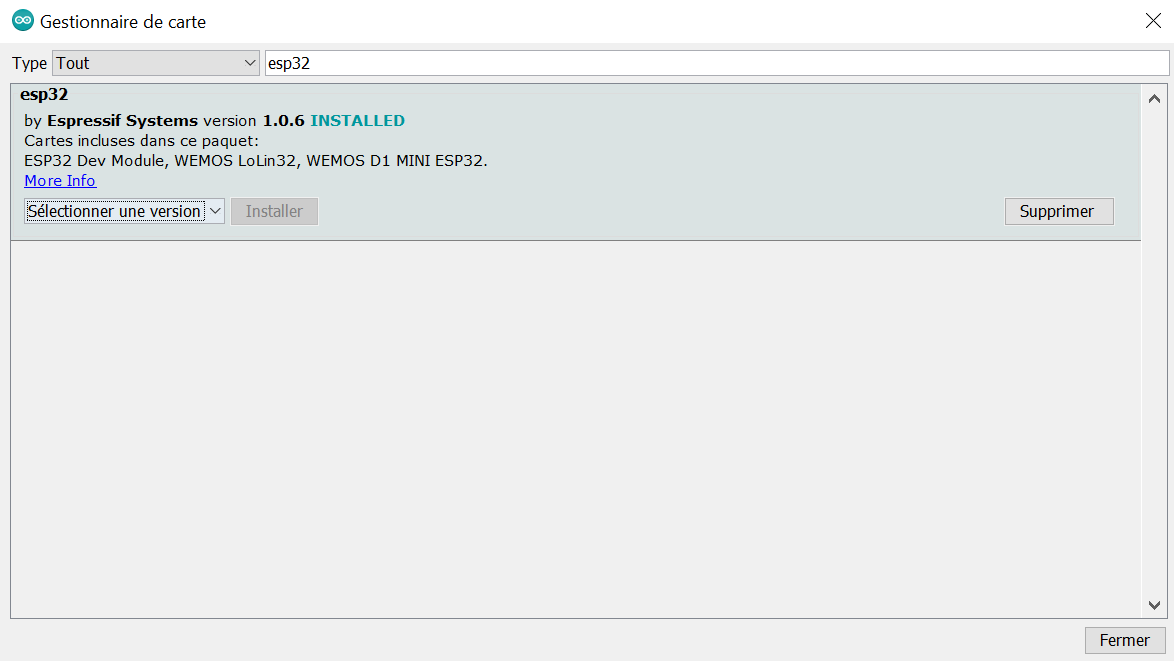 Gestionnaire de carte
Type Tout esp32
esp32
by Espressif Systems version 1.0.6 INSTALLED
Cartes incluses dans ce paquet:
ESP32 Dev Module, WEMOS LoLin32, WEMOS D1 MINI ESP32.
More Info
Sélectionner une version Installer Supprimer
Fermer